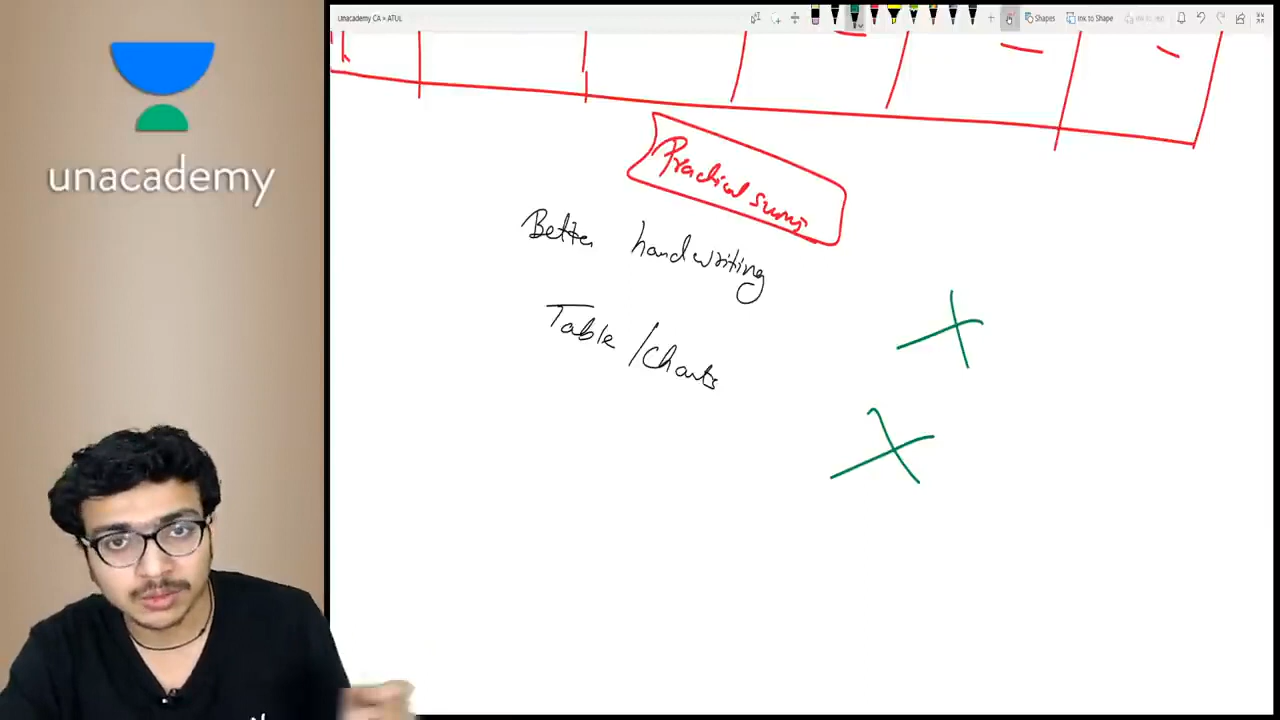 unacademy CA > ATUL
Shapes
Ink to Shape
unacademy
Practical sums
Better handwriting
Table/Charts